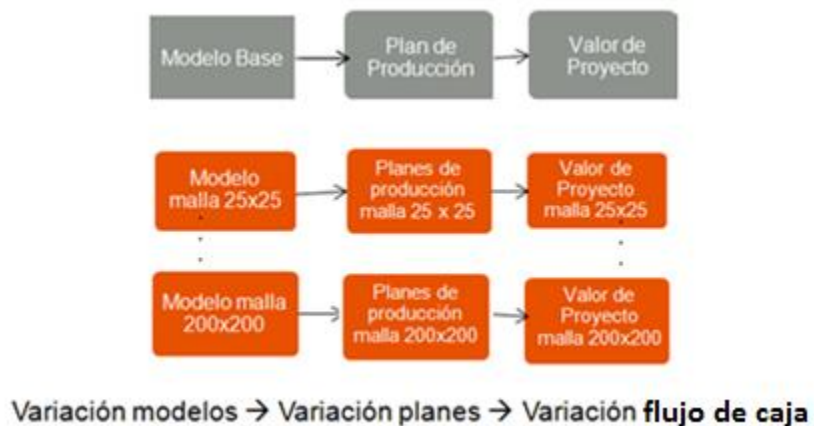 Modelo Base
Plan de
Producción
Valor de
Proyecto
Modelo
malla 25x25
Planes de
producción
malla 25 x 25
Valor de
Proyecto
malla 25x25
Modelo malla
200x200
Planes de
producción
malla 200x200
Valor de
Proyecto
malla 200x200
Variación modelos → Variación planes → Variación flujo de caja